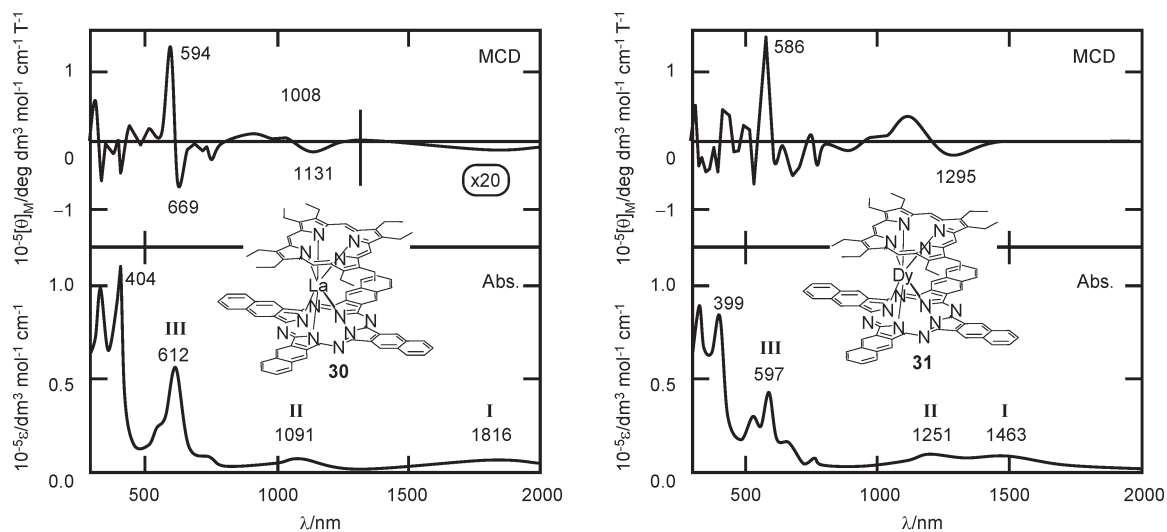 10⁻⁵[θ]M/deg dm³ mol⁻¹ cm⁻¹ T⁻¹
1
0
−1
594
MCD
1008
1131
x20
669
10⁻⁵ε/dm³ mol⁻¹ cm⁻¹
1.0
0.5
0.0
404
Abs.
III
612
N
N
N
N
La
N
N
N
N
N
N
N
N
30
II
1091
I
1816
500
1000
1500
2000
λ/nm
10⁻⁵[θ]M/deg dm³ mol⁻¹ cm⁻¹ T⁻¹
1
0
−1
586
MCD
1295
10⁻⁵ε/dm³ mol⁻¹ cm⁻¹
1.0
0.5
0.0
399
Abs.
III
597
N
N
N
N
Dy
N
N
N
N
N
N
N
N
31
II
1251
I
1463
500
1000
1500
2000
λ/nm